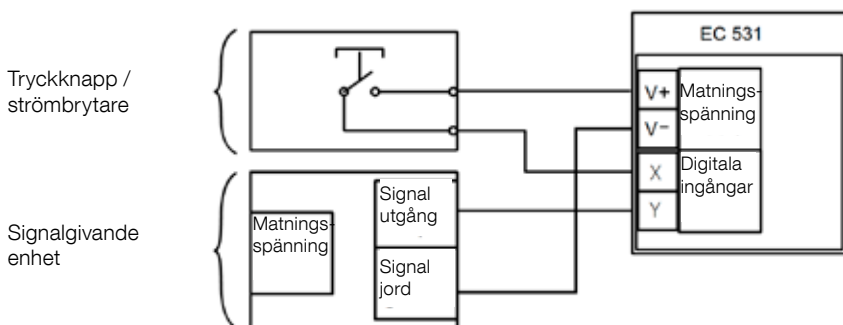 EC 531
Tryckknapp /
strömbrytare
V+
Matnings-
spänning
V-
X
Digitala
ingångar
Y
Signalgivande
enhet
Matnings-
spänning
Signal
utgång
Signal
jord